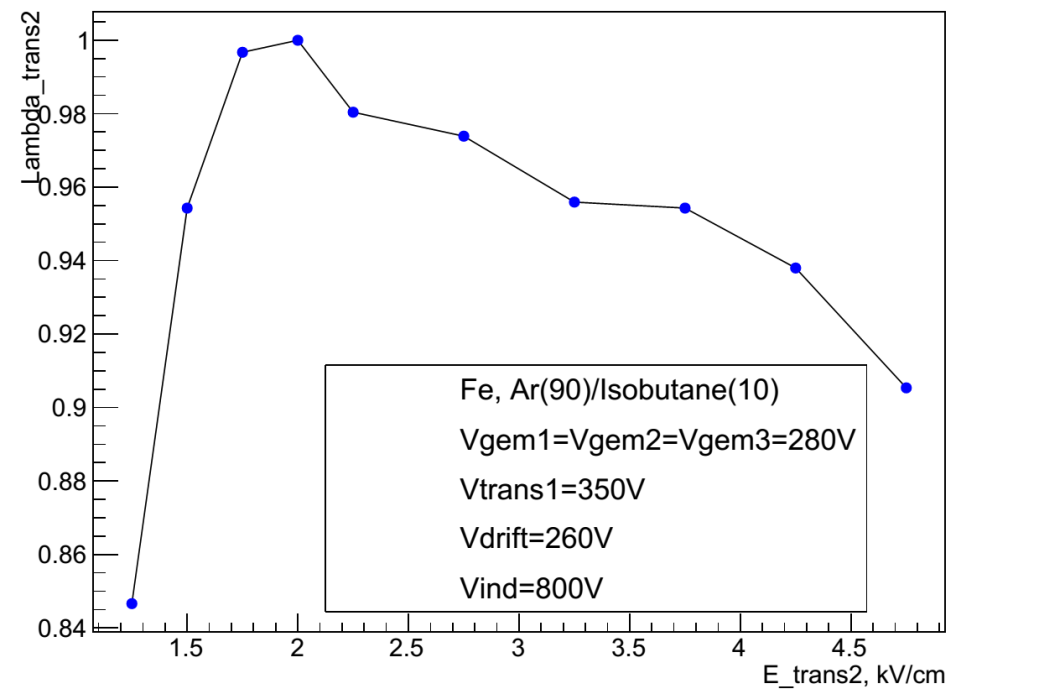 Lambda_trans2
1
0.98
0.96
0.94
0.92
0.9
0.88
0.86
0.84
Fe, Ar(90)/Isobutane(10)
Vgem1=Vgem2=Vgem3=280V
Vtrans1=350V
Vdrift=260V
Vind=800V
1.5 2 2.5 3 3.5 4 4.5
E_trans2, kV/cm